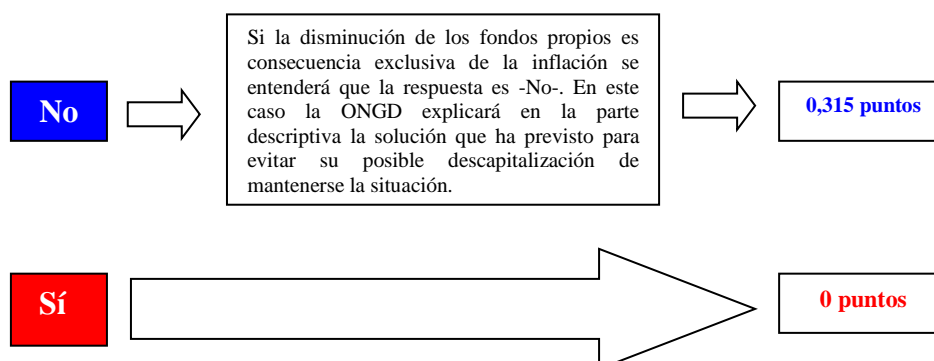 Si la disminución de los fondos propios es
consecuencia exclusiva de la inflación se
entenderá que la respuesta es -No-. En este
caso la ONGD explicará en la parte
descriptiva la solución que ha previsto para
evitar su posible descapitalización de
mantenerse la situación.
No
0,315 puntos
Sí
0 puntos